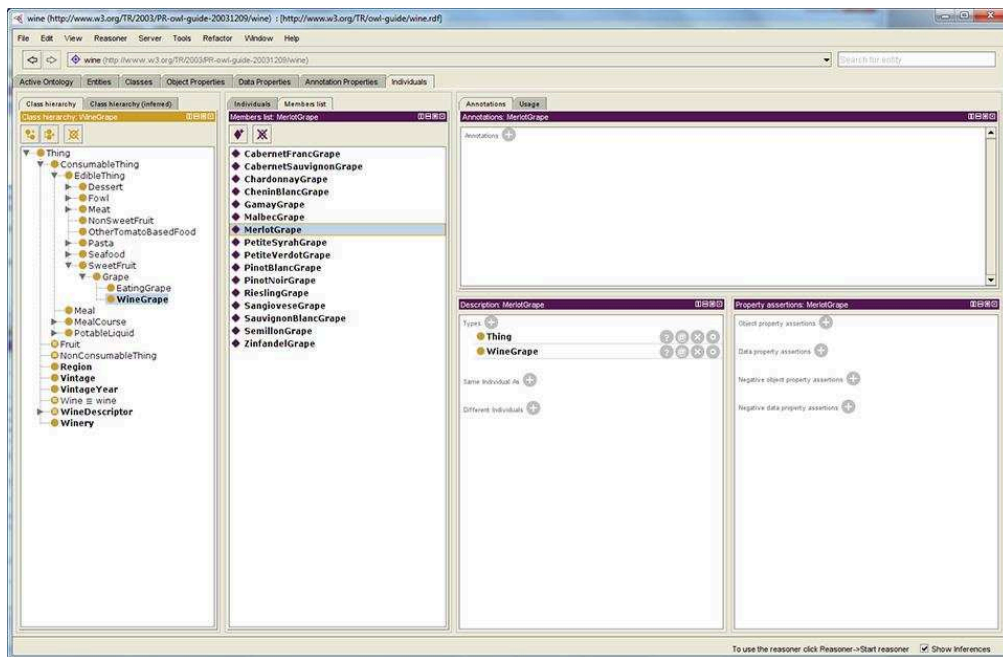 wine (http://www.w3.org/TR/2003/PR-owl-guide-20031209/wine) : [http://www.w3.org/TR/owl-guide/wine.rdf]
File Edit View Reasoner Server Tools Refactor Window Help
wine (http://www.w3.org/TR/2003/PR-owl-guide-20031209/wine)
Search for entity
Active Ontology Entities Classes Object Properties Data Properties Annotation Properties Individuals
Class hierarchy Class hierarchy (inferred)
Class hierarchy: WineGrape
Thing
ConsumableThing
EdibleThing
Dessert
Fowl
Meat
NonSweetFruit
OtherTomatoBasedFood
Pasta
Seafood
SweetFruit
Grape
EatingGrape
WineGrape
Meal
MealCourse
PotableLiquid
Fruit
NonConsumableThing
Region
Vintage
VintageYear
Wine ≡ wine
WineDescriptor
Winery
Individuals Members list
Members list: MerlotGrape
CabernetFrancGrape
CabernetSauvignonGrape
ChardonnayGrape
CheninBlancGrape
GamayGrape
MalbecGrape
MerlotGrape
PetiteSyrahGrape
PetiteVerdotGrape
PinotBlancGrape
PinotNoirGrape
RieslingGrape
SangioveseGrape
SauvignonBlancGrape
SemillonGrape
ZinfandelGrape
Annotations Usage
Annotations: MerlotGrape
Annotations
Description: MerlotGrape
Types
Thing
WineGrape
Same Individual As
Different Individuals
Property assertions: MerlotGrape
Object property assertions
Data property assertions
Negative object property assertions
Negative data property assertions
To use the reasoner click Reasoner->Start reasoner Show Inferences